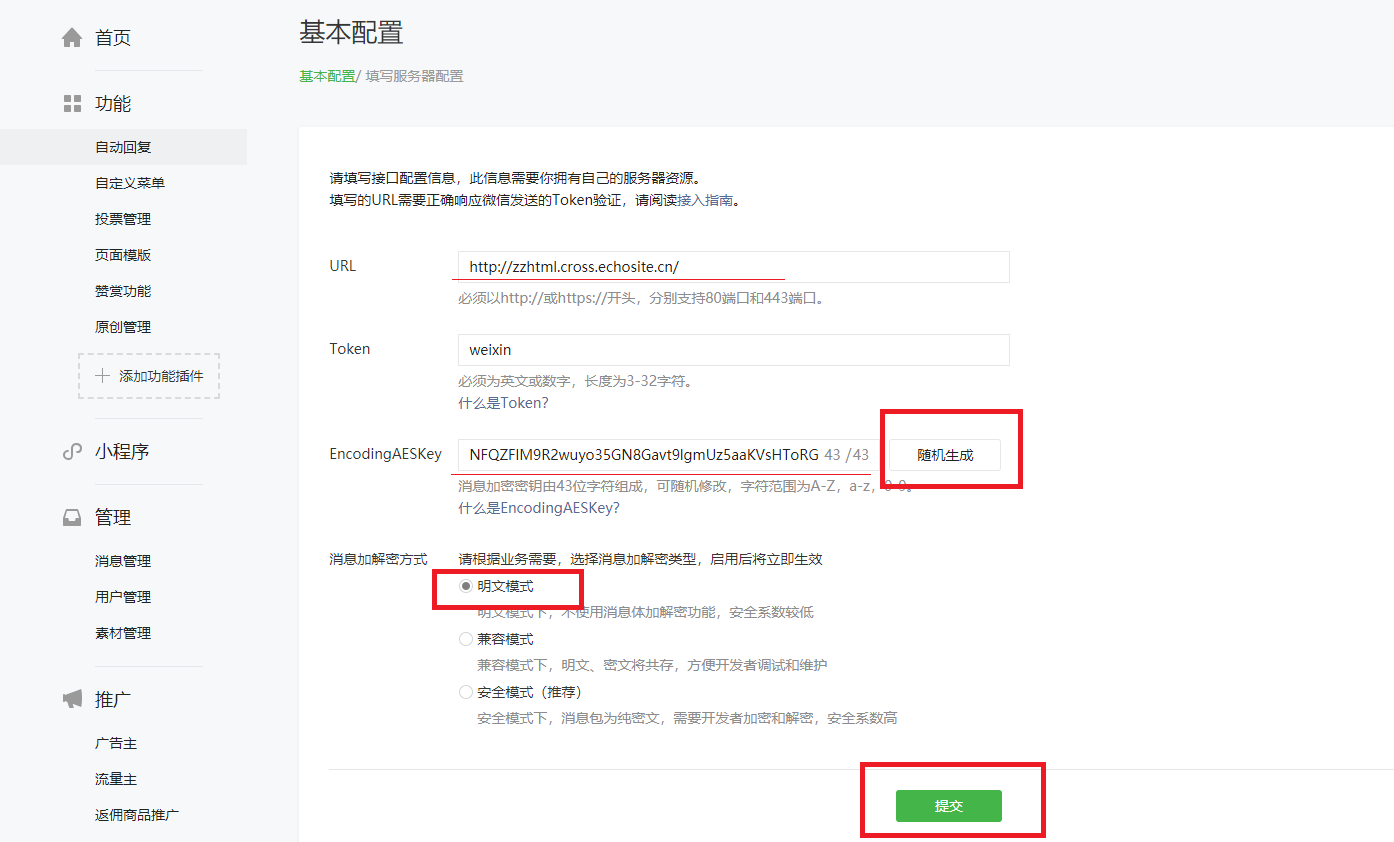 首页
功能
自动回复
自定义菜单
投票管理
页面模版
赞赏功能
原创管理
添加功能插件
小程序
管理
消息管理
用户管理
素材管理
推广
广告主
流量主
返佣商品推广
基本配置
基本配置/ 填写服务器配置
请填写接口配置信息，此信息需要你拥有自己的服务器资源。
填写的URL需要正确响应微信发送的Token验证，请阅读接入指南。
URL http://zzhtml.cross.echosite.cn/
必须以http://或https://开头，分别支持80端口和443端口。
Token weixin
必须为英文或数字，长度为3-32字符。
什么是Token?
EncodingAESKey NFQZFIM9R2wuyo35GN8Gavt9lgmUz5aaKVsHToRG 43 /43 随机生成
消息加密密钥由43位字符组成，可随机修改，字符范围为A-Z，a-z，0-9。
什么是EncodingAESKey?
消息加解密方式 请根据业务需要，选择消息加解密类型，启用后将立即生效
明文模式
明文模式下，不使用消息体加解密功能，安全系数较低
兼容模式
兼容模式下，明文、密文将共存，方便开发者调试和维护
安全模式（推荐）
安全模式下，消息包为纯密文，需要开发者加密和解密，安全系数高
提交